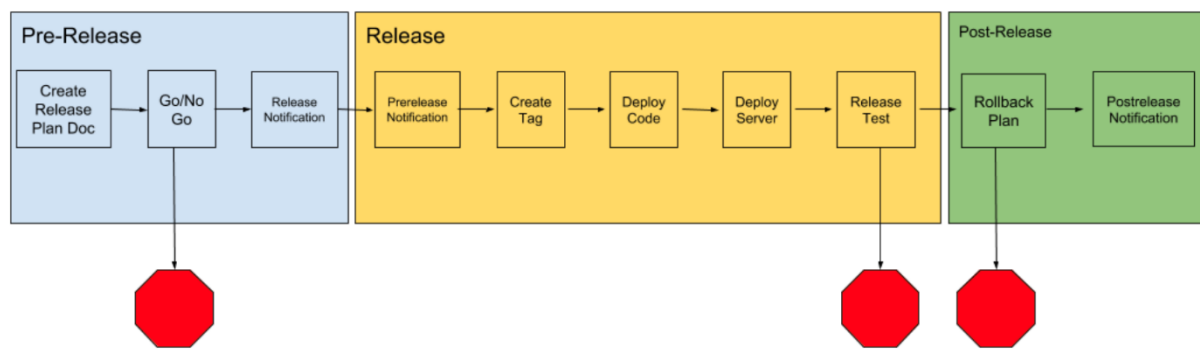 Pre-Release
Create
Release
Plan Doc
Go/No
Go
Release
Notification
Release
Prerelease
Notification
Create
Tag
Deploy
Code
Deploy
Server
Release
Test
Post-Release
Rollback
Plan
Postrelease
Notification